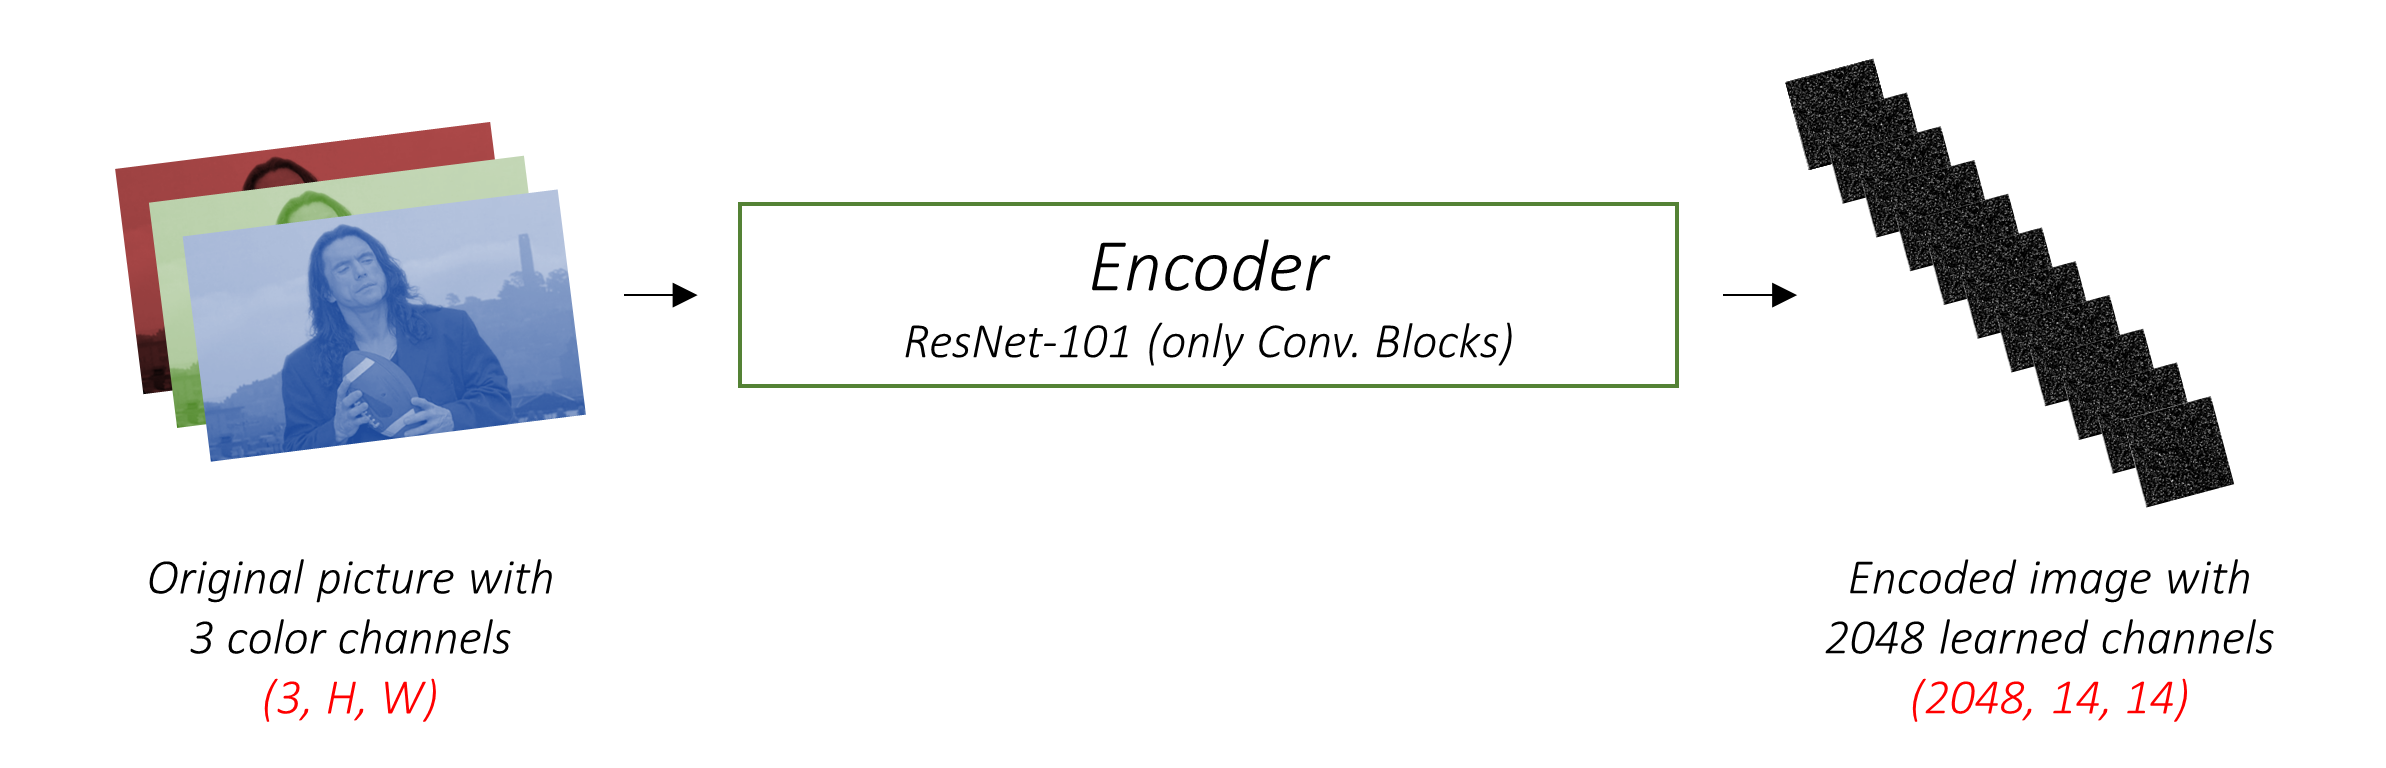 Encoder
ResNet-101 (only Conv. Blocks)
Original picture with
3 color channels
(3, H, W)
Encoded image with
2048 learned channels
(2048, 14, 14)